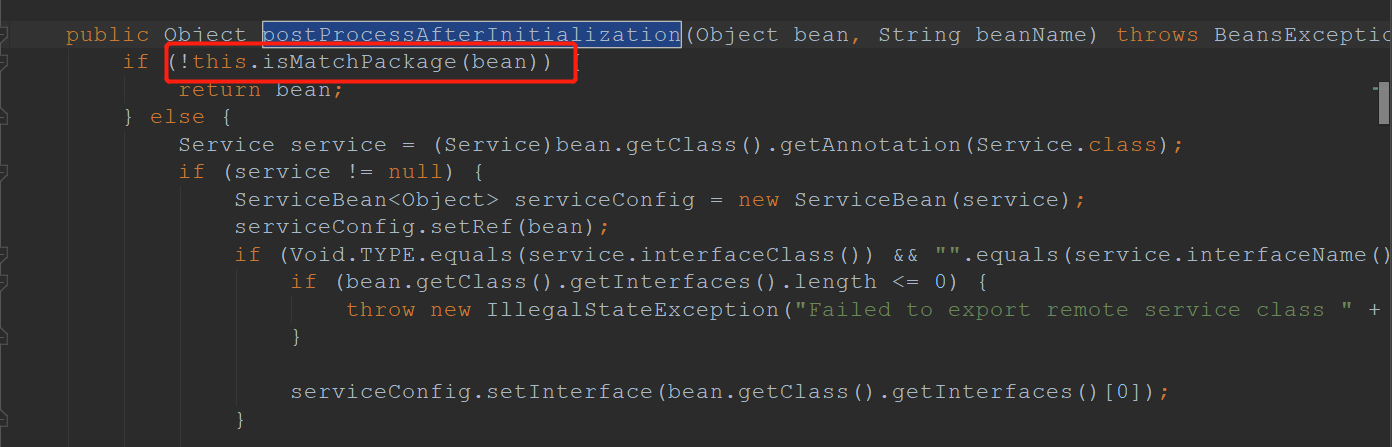 public Object postProcessAfterInitialization(Object bean, String beanName) throws BeansExceptio
if (!this.isMatchPackage(bean)) {
return bean;
} else {
Service service = (Service)bean.getClass().getAnnotation(Service.class);
if (service != null) {
ServiceBean<Object> serviceConfig = new ServiceBean(service);
serviceConfig.setRef(bean);
if (Void.TYPE.equals(service.interfaceClass()) && "".equals(service.interfaceName()
if (bean.getClass().getInterfaces().length <= 0) {
throw new IllegalStateException("Failed to export remote service class " +
}
serviceConfig.setInterface(bean.getClass().getInterfaces()[0]);
}